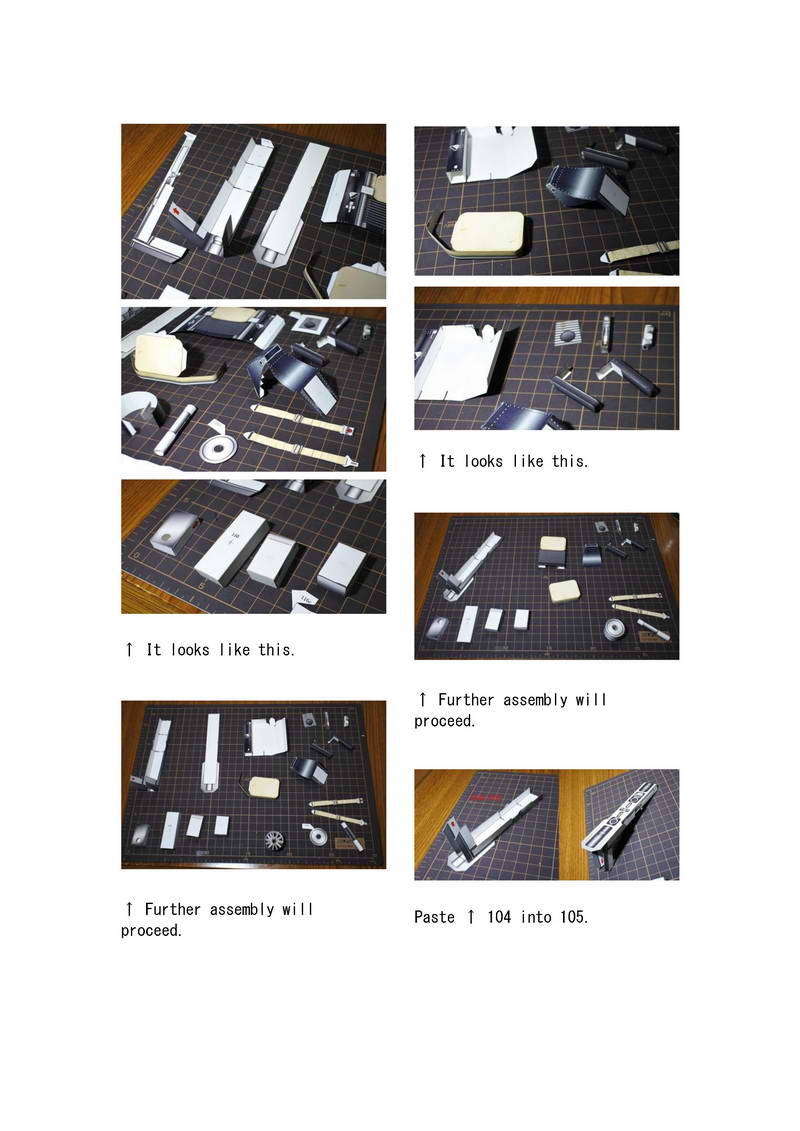 ↑ It looks like this.
↑ Further assembly will
proceed.
↑ It looks like this.
↑ Further assembly will
proceed.
Paste ↑ 104 into 105.